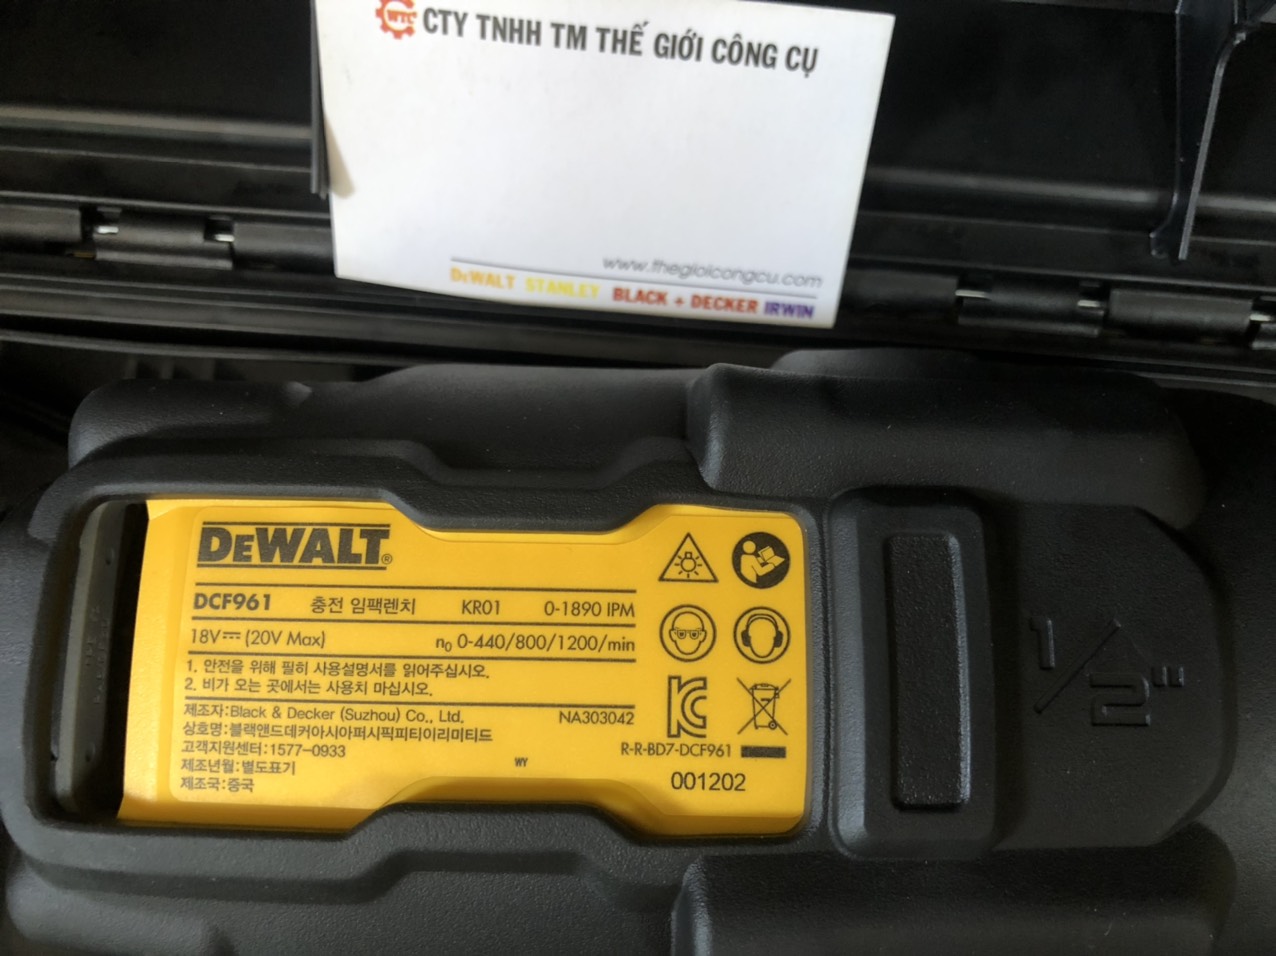 WTC
CTY TNHH TM THẾ GIỚI CÔNG CỤ
www.thegioicongcu.com
DeWALT STANLEY BLACK + DECKER IRWIN
DEWALT®
DCF961 충전 임팩렌치 KR01 0-1890 IPM
18V⎓ (20V Max) n₀ 0-440/800/1200/min
1. 안전을 위해 필히 사용설명서를 읽어주십시오.
2. 비가 오는 곳에서는 사용치 마십시오.
제조자:Black & Decker (Suzhou) Co., Ltd. NA303042
상호명:블랙앤드데커아시아퍼시픽피티이리미티드
고객지원센터:1577-0933 R-R-BD7-DCF961
제조년월:별도표기 WY
제조국:중국 001202
KC
1/2"